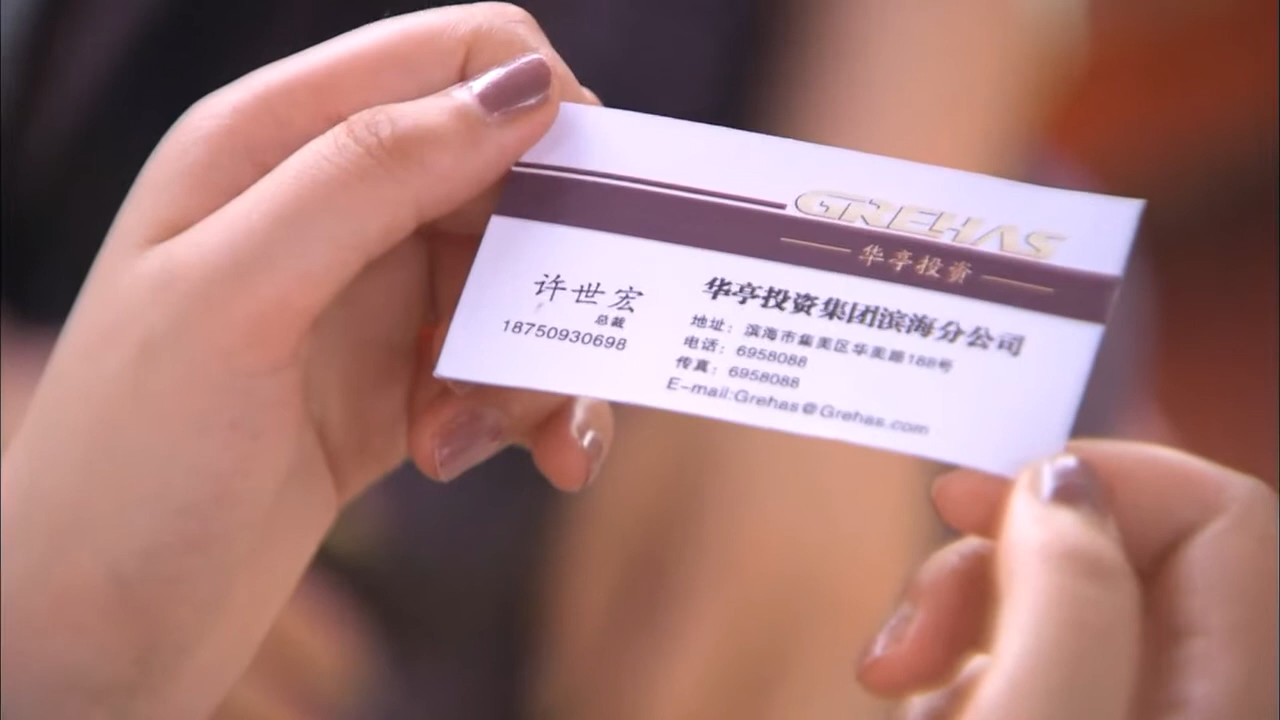 GREHAS
华亭投资
许世宏
总裁
18750930698
华亭投资集团滨海分公司
地址：滨海市集美区华美路188号
电话：6958088
传真：6958088
E-mail:Grehas@Grehas.com